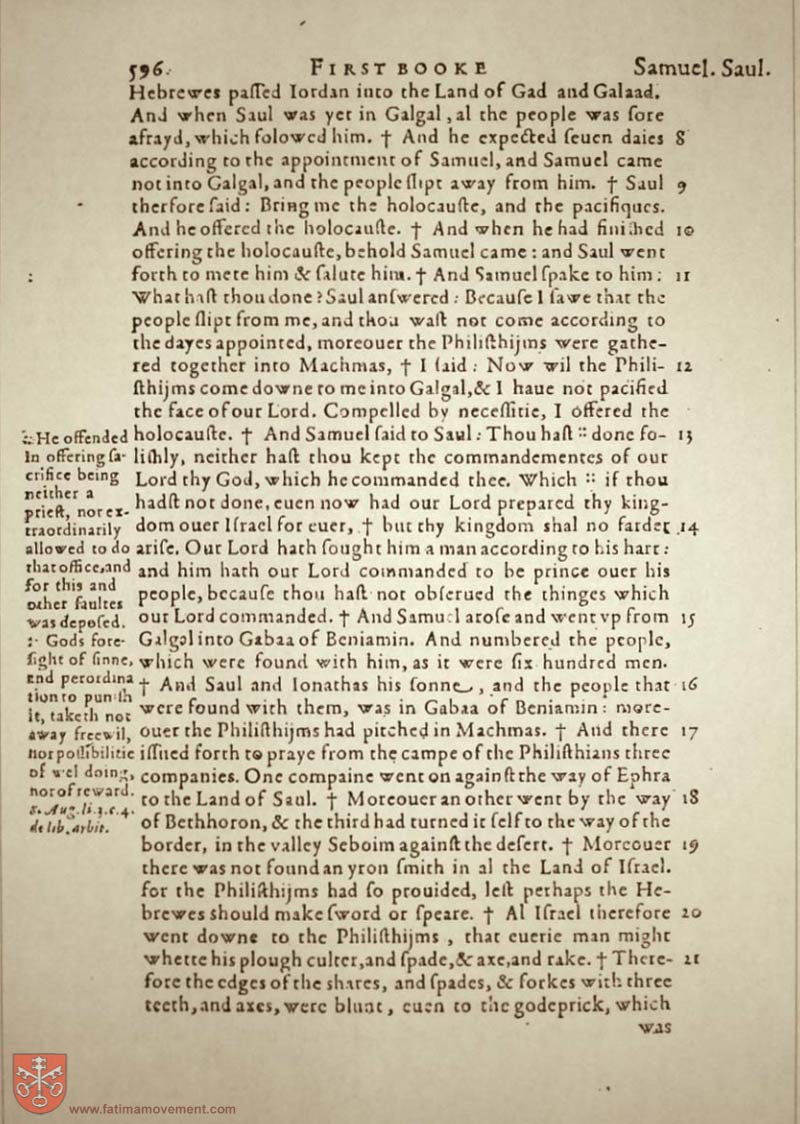 596.
FIRST BOOKE
Samuel. Saul.
Hebrewes paſſed Iordan into the Land of Gad and Galaad.
And when Saul was yet in Galgal, al the people was ſore
afrayd, which folowed him. † And he expected ſeuen daies 8
according to the appointment of Samuel, and Samuel came
not into Galgal, and the people ſlipt away from him. † Saul 9
therfore ſaid: Bring me the holocauſte, and the pacifiques.
And he offered the holocauſte. † And when he had finiſhed 10
offering the holocauſte, behold Samuel came: and Saul went
forth to mete him & ſalute him. † And Samuel ſpake to him: 11
What haſt thou done? Saul anſwered: Becauſe I ſawe that the
people ſlipt from me, and thou waſt not come according to
the dayes appointed, moreouer the Philiſthijms were gathe-
red together into Machmas, † I ſaid: Now wil the Phili- 12
ſthijms come downe to me into Galgal, & I haue not pacified
the face of our Lord. Compelled by neceſſitie, I offered the
holocauſte. † And Samuel ſaid to Saul: Thou haſt :: done fo- 13
liſhly, neither haſt thou kept the commandementes of our
Lord thy God, which he commanded thee. Which :: if thou
hadſt not done, euen now had our Lord prepared thy king-
dom ouer Iſrael for euer, † but thy kingdom shal no farder 14
ariſe. Our Lord hath ſought him a man according to his hart:
and him hath our Lord commanded to be prince ouer his
people, becauſe thou haſt not obſerued the thinges which
our Lord commanded. † And Samuel aroſe and went vp from 15
Galgal into Gabaa of Beniamin. And numbered the people,
which were found with him, as it were ſix hundred men.
† And Saul and Ionathas his ſonne, and the people that 16
were found with them, was in Gabaa of Beniamin: more-
ouer the Philiſthijms had pitched in Machmas. † And there 17
iſſued forth to praye from the campe of the Philiſthians three
companies. One compaine went on againſt the way of Ephra
to the Land of Saul. † Moreouer an other went by the way 18
of Bethhoron, & the third had turned it ſelf to the way of the
border, in the valley Seboim againſt the deſert. † Moreouer 19
there was not found an yron ſmith in al the Land of Iſrael.
for the Philiſthijms had ſo prouided, leſt perhaps the He-
brewes should make ſword or ſpeare. † Al Iſrael therefore 20
went downe to the Philiſthijms, that euerie man might
whette his plough culter, and ſpade, & axe, and rake. † There- 21
fore the edges of the shares, and ſpades, & forkes with three
teeth, and axes, were blunt, euen to the godeprick, which
was
:: He offended
in offering ſa-
crifice being
neither a
prieſt, nor ex-
traordinarily
allowed to do
that office, and
for this and
other faultes
was depoſed.
:: Gods fore-
ſight of ſinne,
end perordina
tion to puniſh
it, taketh not
away freewil,
nor poſſibilitie
of wel doing,
nor of reward.
S. Aug. li. 3. c. 4.
de lib. arbit.
www.fatimamovement.com